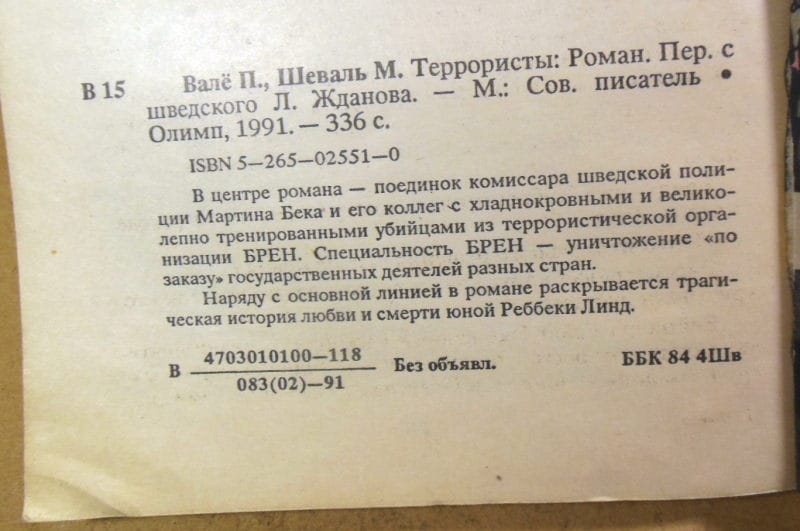 В 15 Валё П., Шеваль М. Террористы: Роман. Пер. с
шведского Л. Жданова. — М.: Сов. писатель •
Олимп, 1991. — 336 с.
ISBN 5—265—02551—0
В центре романа — поединок комиссара шведской поли-
ции Мартина Бека и его коллег с хладнокровными и велико-
лепно тренированными убийцами из террористической орга-
низации БРЕН. Специальность БРЕН — уничтожение «по
заказу» государственных деятелей разных стран.
Наряду с основной линией в романе раскрывается траги-
ческая история любви и смерти юной Реббеки Линд.
В 4703010100—118 Без объявл. ББК 84 4Шв
083(02)—91